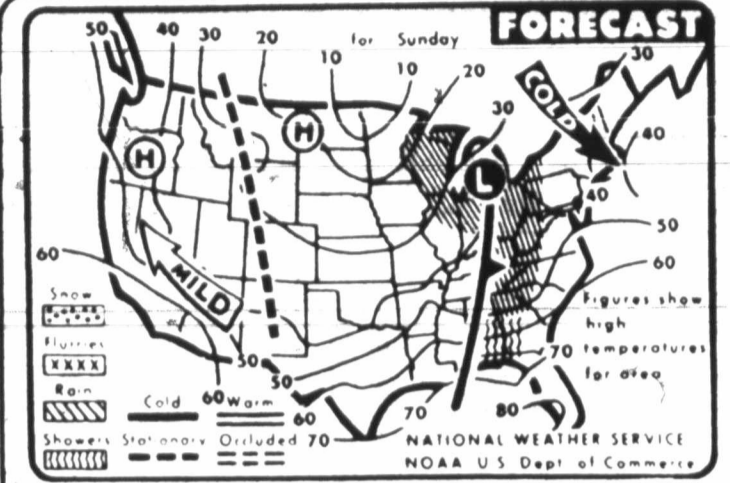 FORECAST
for Sunday
50 40 30 20 10 10 20 30 30
COLD
40
H
H
L
40
50
60
60
MILD
Snow
Flurries
Rain
Showers
Cold
Warm
Stationary
Occluded
50
50
60
60
70
70
80
70
Figures show
high
temperatures
for area
NATIONAL WEATHER SERVICE
NOAA U S Dept of Commerce